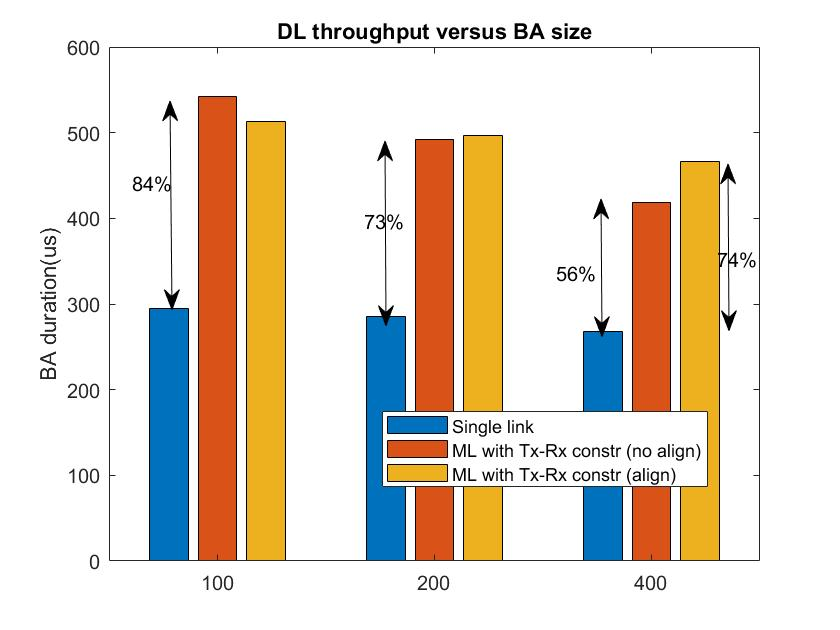 DL throughput versus BA size
600
500
400
300
200
100
0
BA duration(us)
84%
73%
56%
74%
Single link
ML with Tx-Rx constr (no align)
ML with Tx-Rx constr (align)
100
200
400